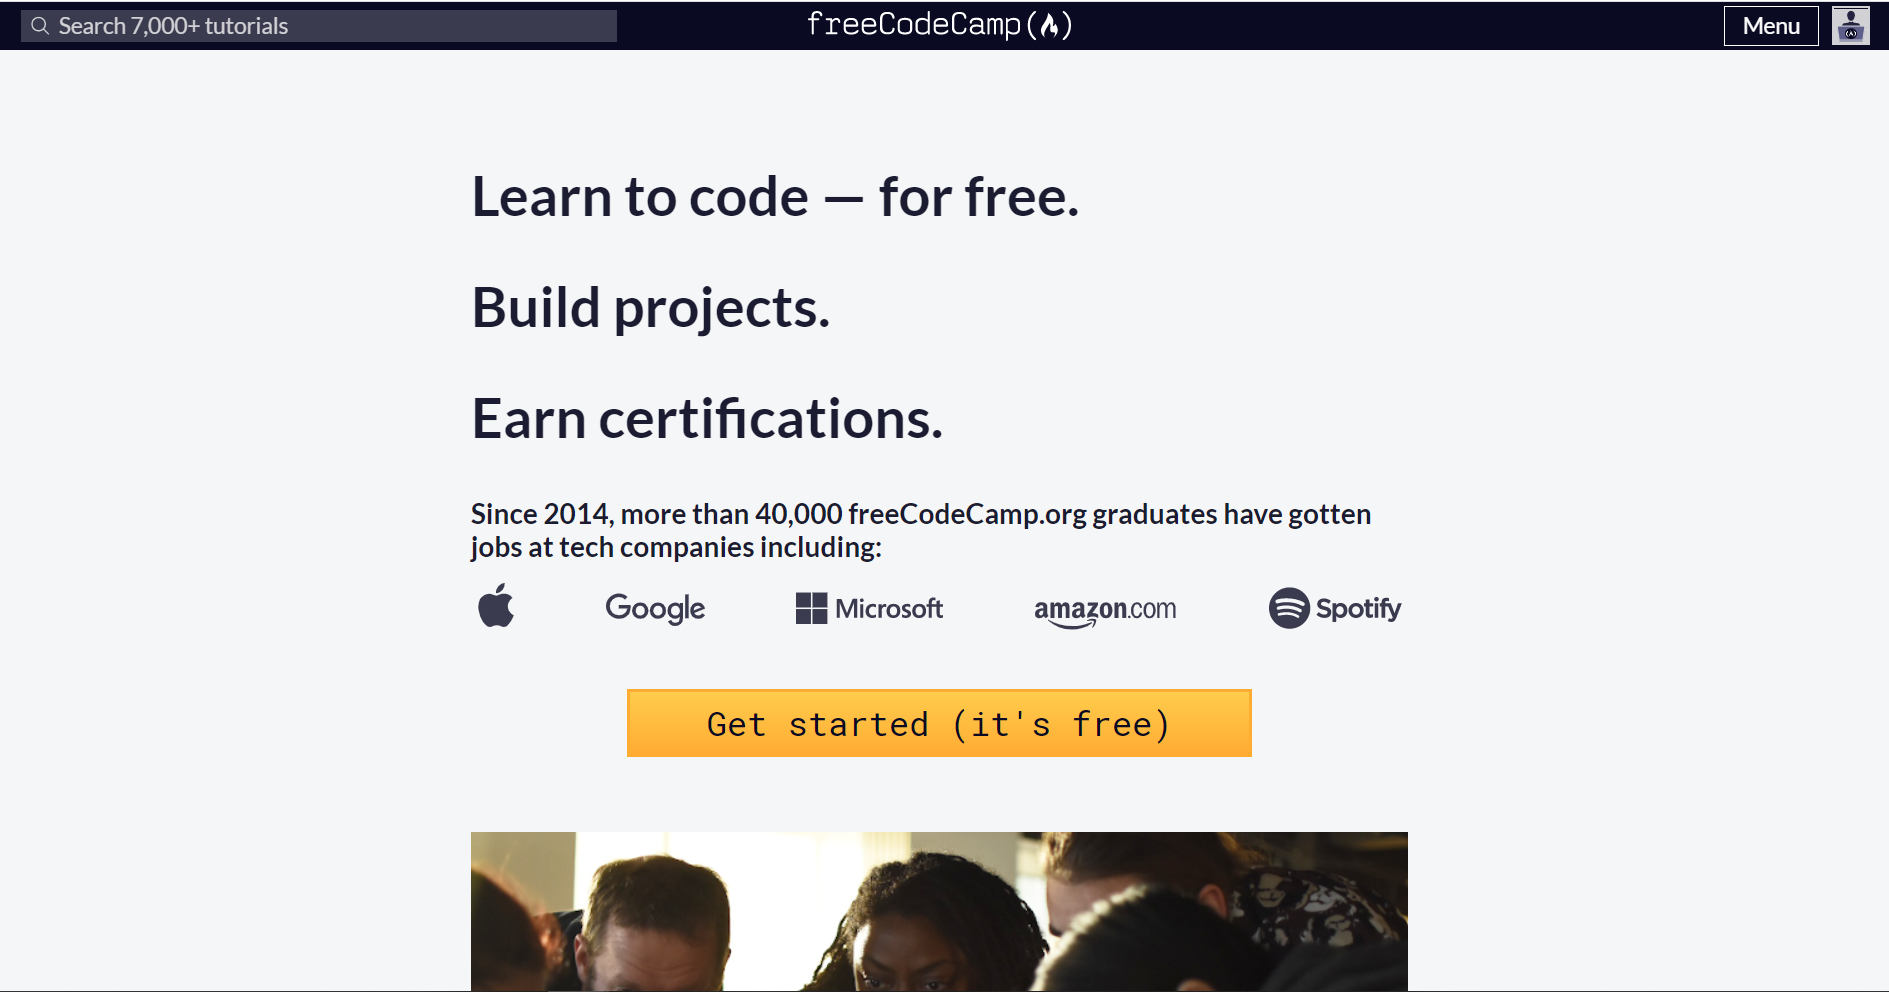 Search 7,000+ tutorials
freeCodeCamp(🔥)
Menu
(A)
Learn to code — for free.
Build projects.
Earn certifications.
Since 2014, more than 40,000 freeCodeCamp.org graduates have gotten
jobs at tech companies including:
Google
Microsoft
amazon.com
Spotify
Get started (it's free)